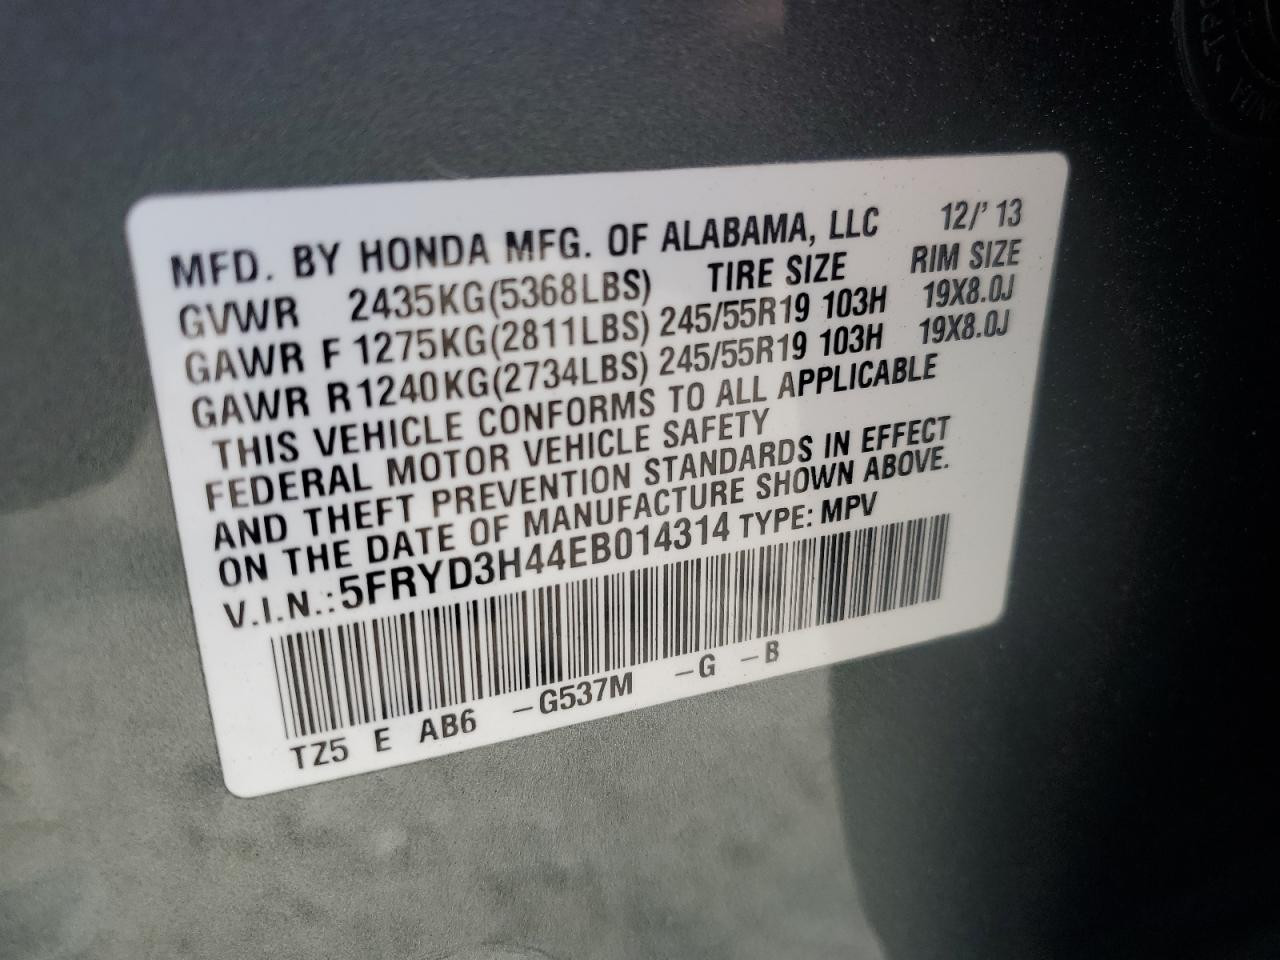 MFD. BY HONDA MFG. OF ALABAMA, LLC 12/'13
GVWR 2435KG(5368LBS) TIRE SIZE RIM SIZE
GAWR F 1275KG(2811LBS) 245/55R19 103H 19X8.0J
GAWR R 1240KG(2734LBS) 245/55R19 103H 19X8.0J
THIS VEHICLE CONFORMS TO ALL APPLICABLE
FEDERAL MOTOR VEHICLE SAFETY
AND THEFT PREVENTION STANDARDS IN EFFECT
ON THE DATE OF MANUFACTURE SHOWN ABOVE.
V.I.N.:5FRYD3H44EB014314 TYPE: MPV
TZ5 E AB6 -G537M -G -B